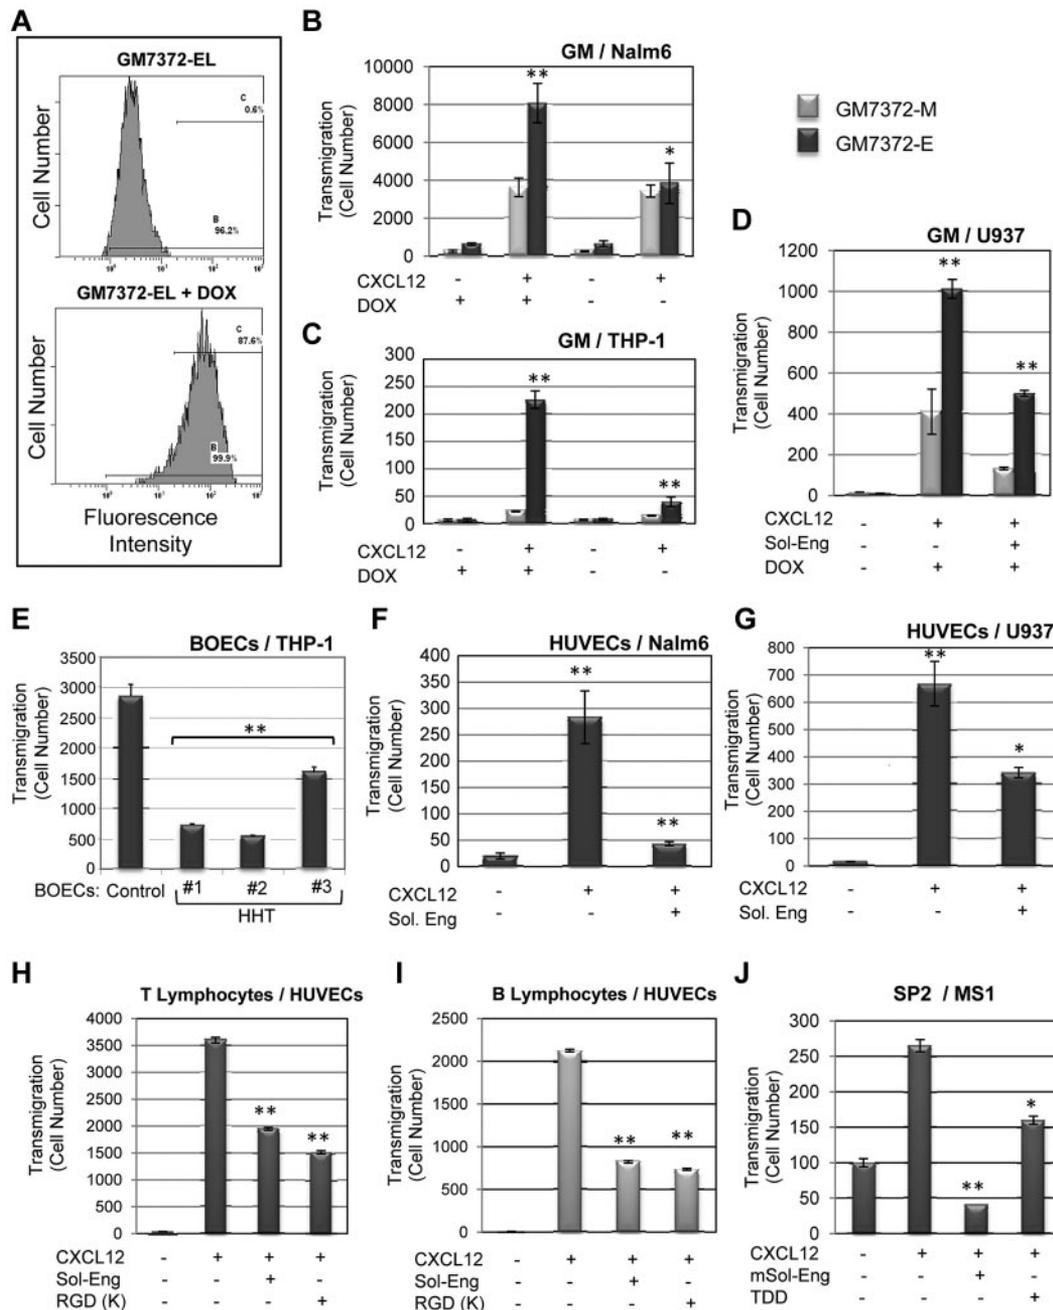 A
GM7372-EL
Cell Number
C
0.6%
B
96.2%
10⁰ 10¹ 10² 10³
GM7372-EL + DOX
Cell Number
C
87.6%
B
99.9%
10⁰ 10¹ 10²
Fluorescence
Intensity
B
GM / Nalm6
Transmigration
(Cell Number)
10000
8000
6000
4000
2000
0
**
*
CXCL12 - + - +
DOX + + - -
GM7372-M
GM7372-E
C
GM / THP-1
Transmigration
(Cell Number)
300
250
200
150
100
50
0
**
**
CXCL12 - + - +
DOX + + - -
D
GM / U937
Transmigration
(Cell Number)
1200
1000
800
600
400
200
0
**
**
CXCL12 - + +
Sol-Eng - - +
DOX - + +
E
BOECs / THP-1
Transmigration
(Cell Number)
3500
3000
2500
2000
1500
1000
500
0
**
BOECs: Control #1 #2 #3
HHT
F
HUVECs / Nalm6
Transmigration
(Cell Number)
400
350
300
250
200
150
100
50
0
**
**
CXCL12 - + +
Sol. Eng - - +
G
HUVECs / U937
Transmigration
(Cell Number)
800
700
600
500
400
300
200
100
0
**
*
CXCL12 - + +
Sol. Eng - - +
H
T Lymphocytes / HUVECs
Transmigration
(Cell Number)
4000
3500
3000
2500
2000
1500
1000
500
0
**
**
CXCL12 - + + +
Sol-Eng - - + -
RGD (K) - - - +
I
B Lymphocytes / HUVECs
Transmigration
(Cell Number)
2500
2000
1500
1000
500
0
**
**
CXCL12 - + + +
Sol-Eng - - + -
RGD (K) - - - +
J
SP2 / MS1
Transmigration
(Cell Number)
300
250
200
150
100
50
0
**
*
CXCL12 - + + +
mSol-Eng - - + -
TDD - - - +